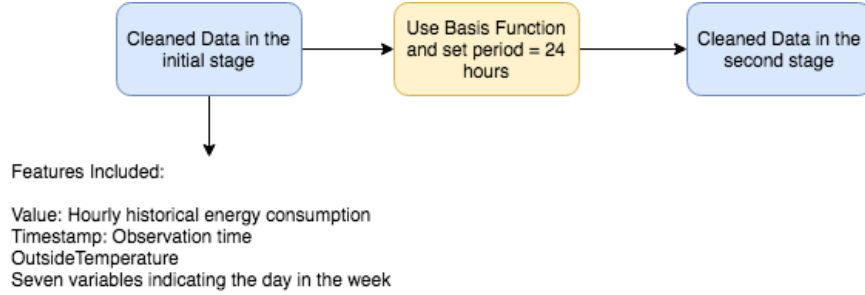 Cleaned Data in the
initial stage
Use Basis Function
and set period = 24
hours
Cleaned Data in the
second stage
Features Included:
Value: Hourly historical energy consumption
Timestamp: Observation time
OutsideTemperature
Seven variables indicating the day in the week